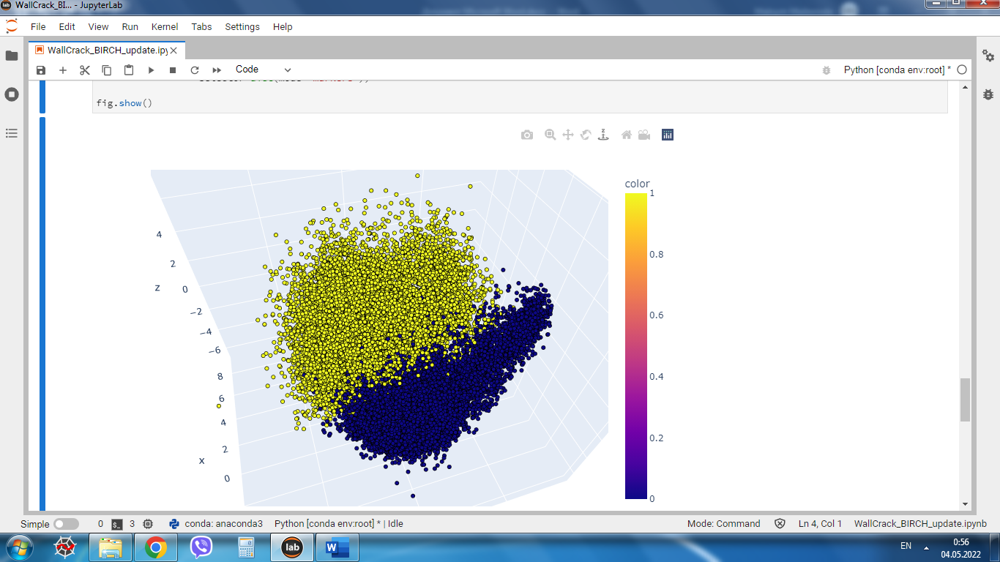 WallCrack_BI... - JupyterLab
File Edit View Run Kernel Tabs Settings Help
WallCrack_BIRCH_update.ipy
Code
Python [conda env:root] *
fig.show()
color
1
0.8
0.6
0.4
0.2
0
4
2
z
0
−2
−4
−6
8
6
4
2
x
0
Simple 0 3 conda: anaconda3 Python [conda env:root] * | Idle Mode: Command Ln 4, Col 1 WallCrack_BIRCH_update.ipynb
lab
EN
0:56
04.05.2022